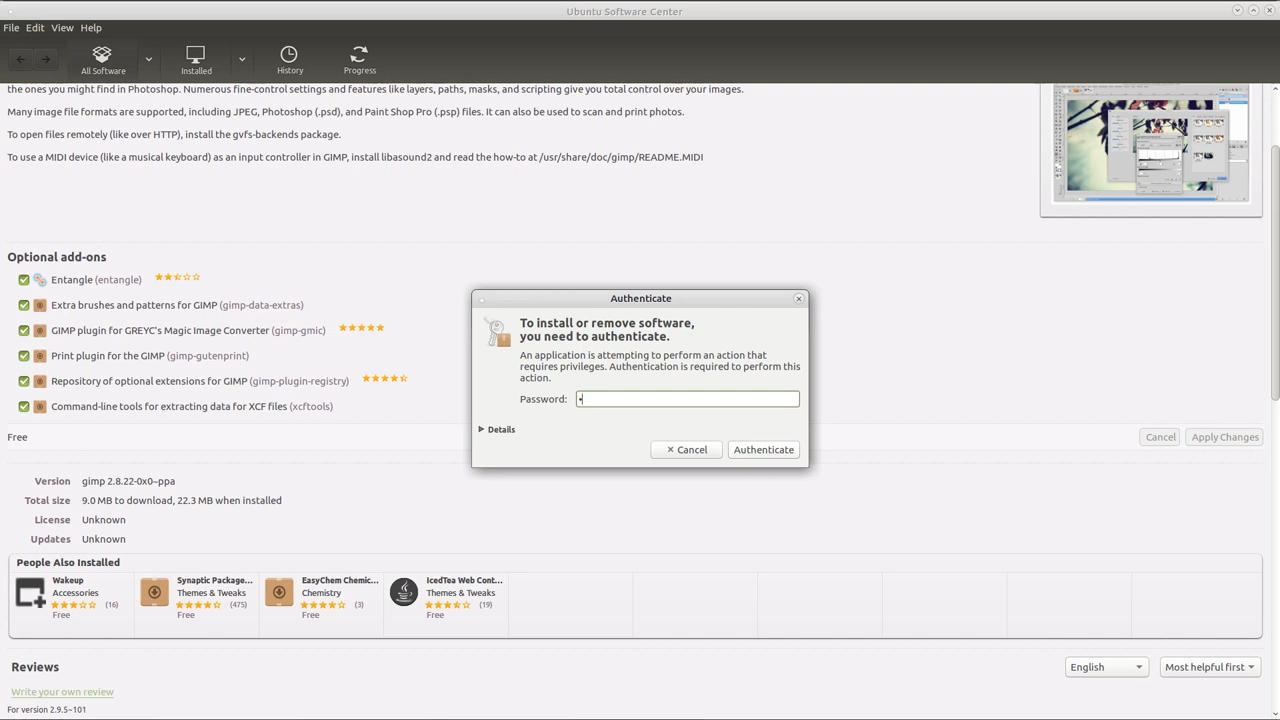 Ubuntu Software Center
File Edit View Help
All Software Installed History Progress
the ones you might find in Photoshop. Numerous fine-control settings and features like layers, paths, masks, and scripting give you total control over your images.
Many image file formats are supported, including JPEG, Photoshop (.psd), and Paint Shop Pro (.psp) files. It can also be used to scan and print photos.
To open files remotely (like over HTTP), install the gvfs-backends package.
To use a MIDI device (like a musical keyboard) as an input controller in GIMP, install libasound2 and read the how-to at /usr/share/doc/gimp/README.MIDI
Optional add-ons
Entangle (entangle)
Extra brushes and patterns for GIMP (gimp-data-extras)
GIMP plugin for GREYC's Magic Image Converter (gimp-gmic)
Print plugin for the GIMP (gimp-gutenprint)
Repository of optional extensions for GIMP (gimp-plugin-registry)
Command-line tools for extracting data for XCF files (xcftools)
Authenticate
To install or remove software,
you need to authenticate.
An application is attempting to perform an action that
requires privileges. Authentication is required to perform this
action.
Password:
Details
Cancel Authenticate
Free Cancel Apply Changes
Version gimp 2.8.22-0x0~ppa
Total size 9.0 MB to download, 22.3 MB when installed
License Unknown
Updates Unknown
People Also Installed
Wakeup Synaptic Package... EasyChem Chemic... IcedTea Web Cont...
Accessories Themes & Tweaks Chemistry Themes & Tweaks
(16) (475) (3) (19)
Free Free Free Free
Reviews English Most helpful first
Write your own review
For version 2.9.5~101